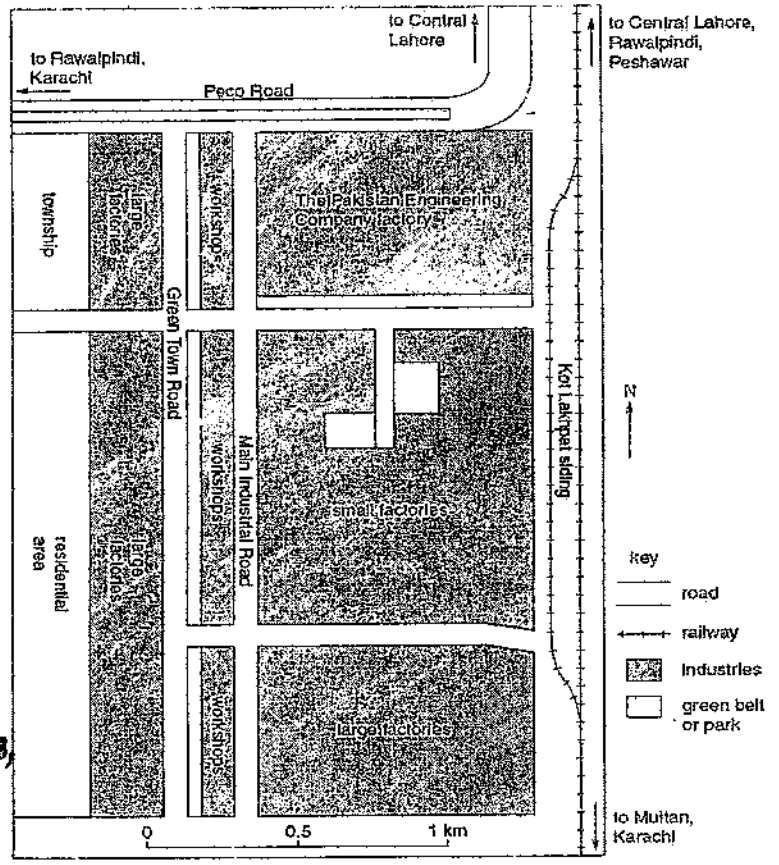 to Central
Lahore
to Central Lahore,
Rawalpindi,
Peshawar
to Rawalpindi,
Karachi
Peco Road
township
large
factories
workshops
The Pakistan Engineering
Company factory
Green Town Road
Kot Lakhpat siding
N
residential
area
large
factories
workshops
Main Industrial Road
small factories
key
road
railway
Industries
green belt
or park
workshops
large factories
to Multan,
Karachi
0
0.5
1 km